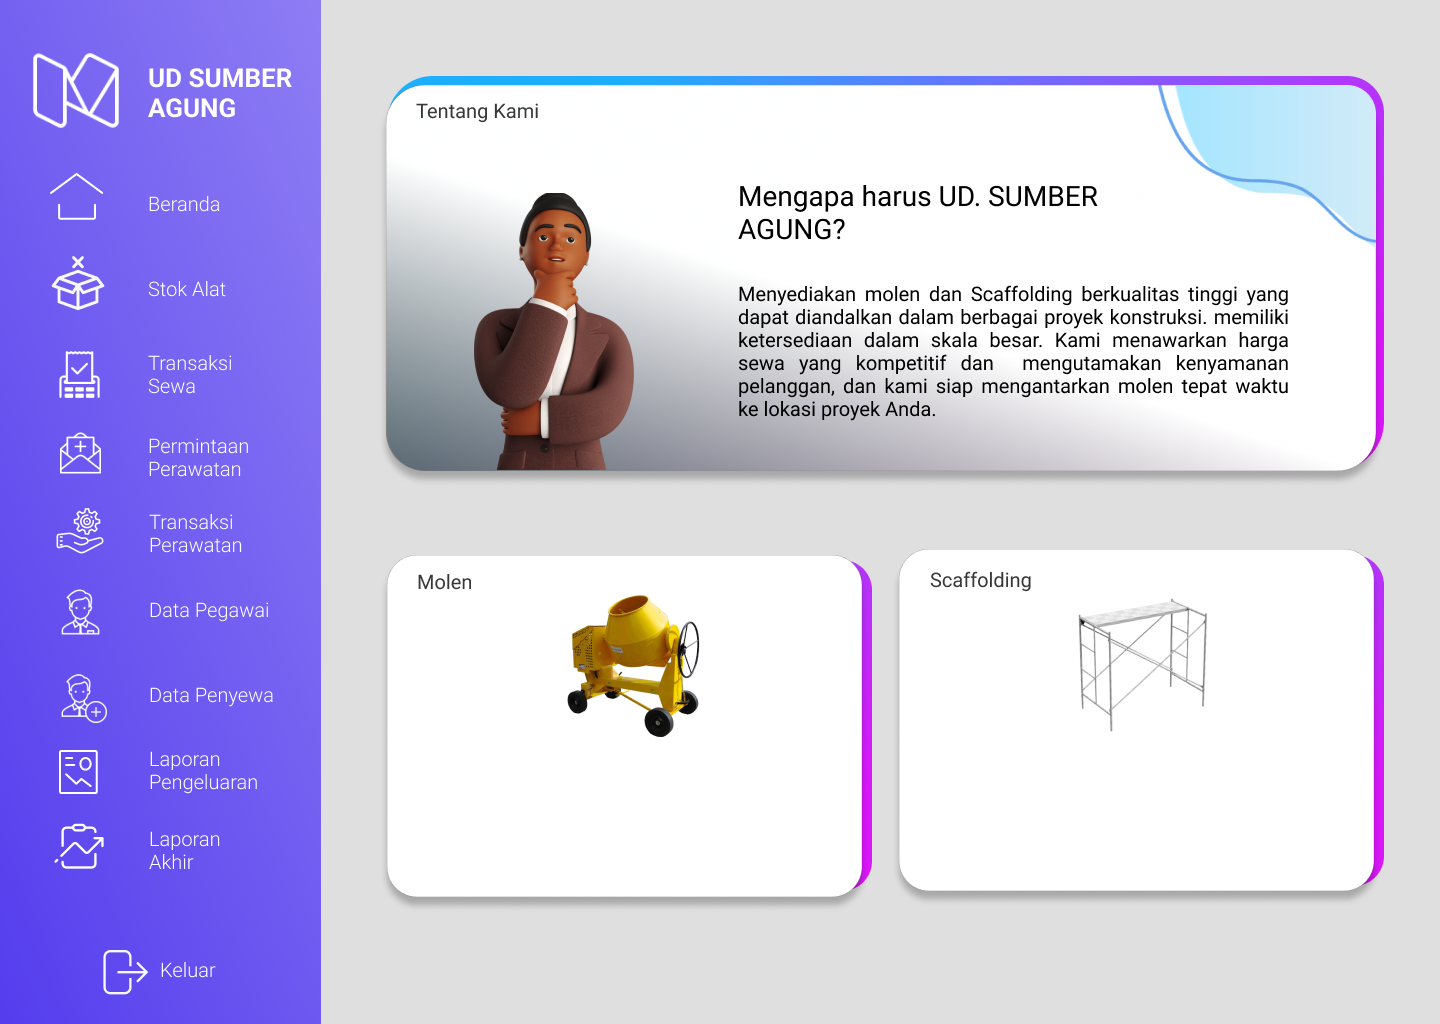 UD SUMBER
AGUNG
Beranda
Stok Alat
Transaksi
Sewa
Permintaan
Perawatan
Transaksi
Perawatan
Data Pegawai
Data Penyewa
Laporan
Pengeluaran
Laporan
Akhir
Keluar
Tentang Kami
Mengapa harus UD. SUMBER
AGUNG?
Menyediakan molen dan Scaffolding berkualitas tinggi yang
dapat diandalkan dalam berbagai proyek konstruksi. memiliki
ketersediaan dalam skala besar. Kami menawarkan harga
sewa yang kompetitif dan mengutamakan kenyamanan
pelanggan, dan kami siap mengantarkan molen tepat waktu
ke lokasi proyek Anda.
Molen
Scaffolding